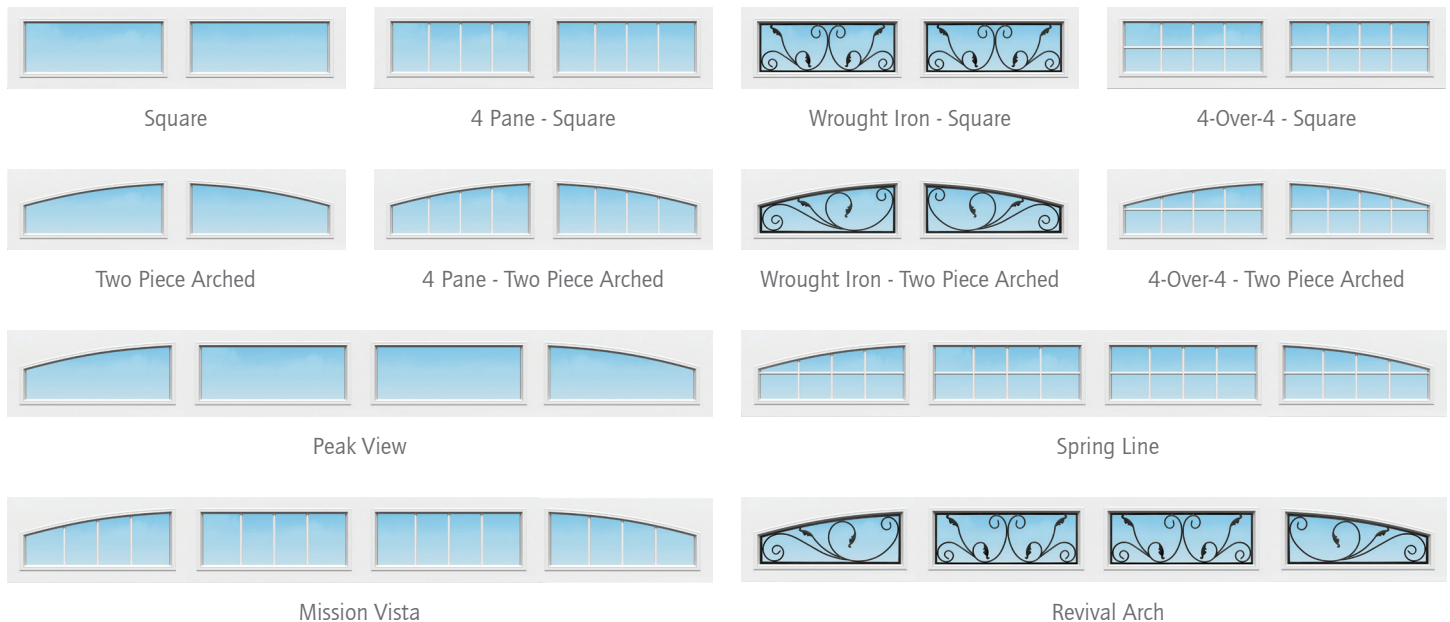 Square
4 Pane - Square
Wrought Iron - Square
4-Over-4 - Square
Two Piece Arched
4 Pane - Two Piece Arched
Wrought Iron - Two Piece Arched
4-Over-4 - Two Piece Arched
Peak View
Spring Line
Mission Vista
Revival Arch